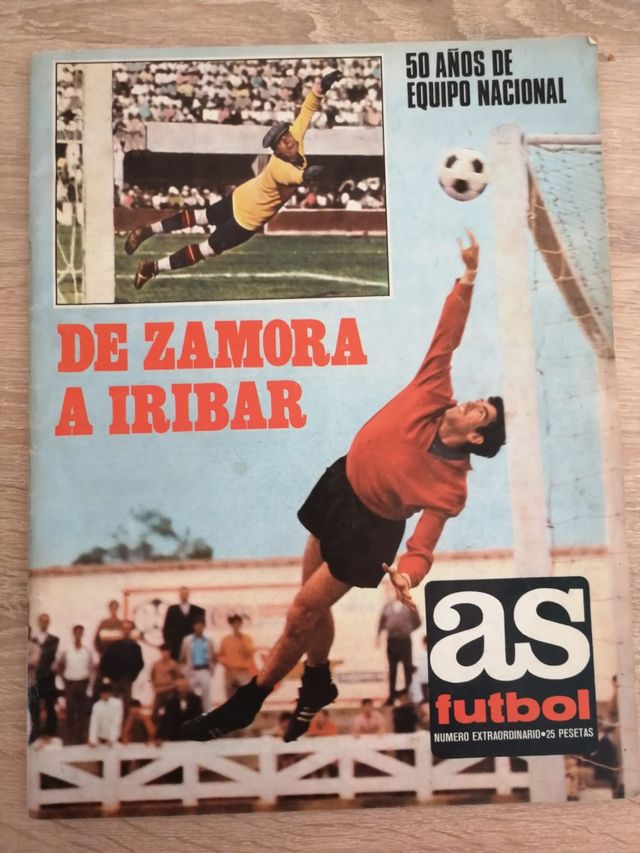 50 AÑOS DE
EQUIPO NACIONAL
DE ZAMORA
A IRIBAR
as
futbol
NUMERO EXTRAORDINARIO•25 PESETAS